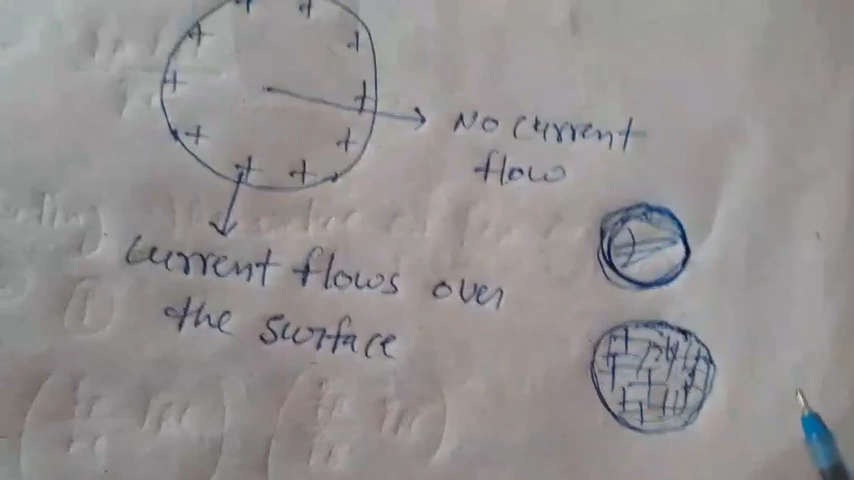 No current
flow
current flows over
the surface